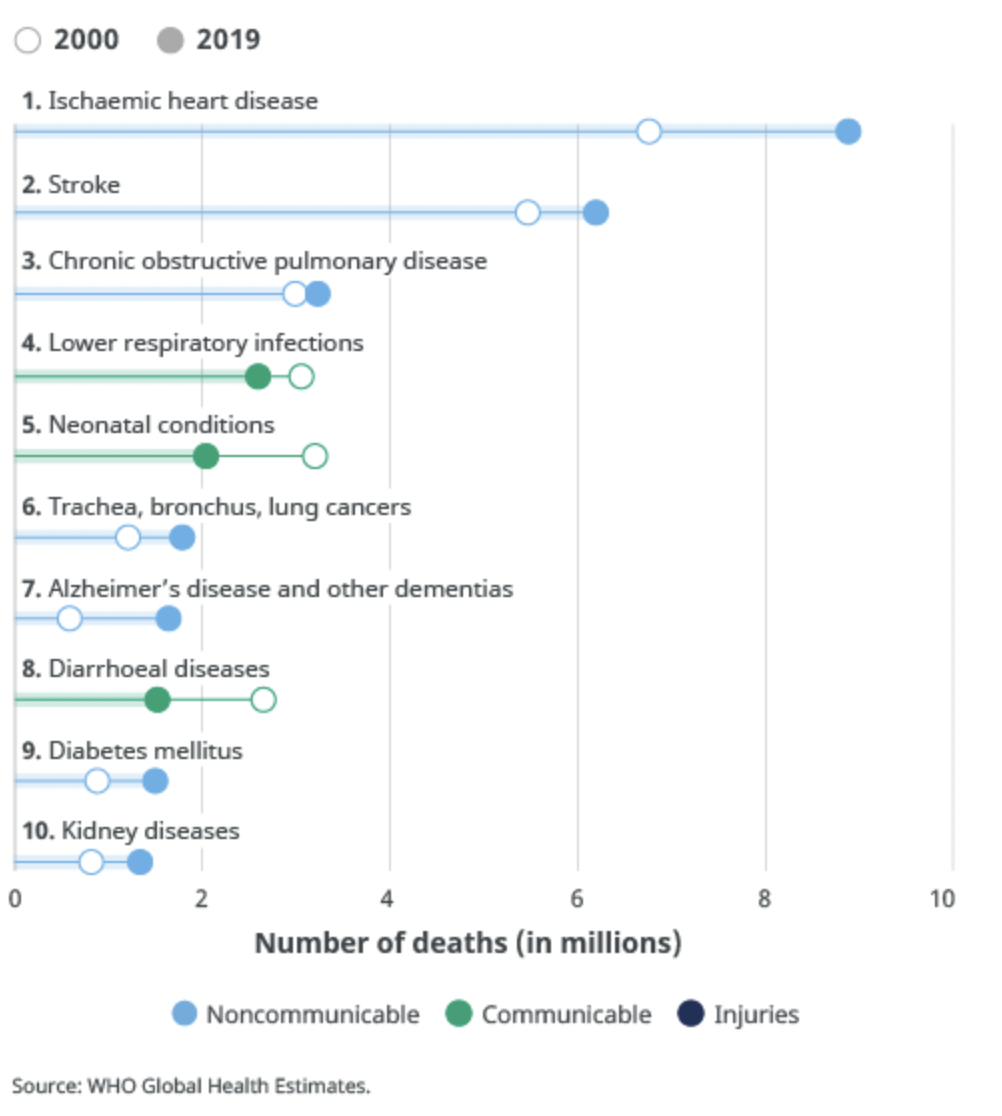 2000 2019
1. Ischaemic heart disease
2. Stroke
3. Chronic obstructive pulmonary disease
4. Lower respiratory infections
5. Neonatal conditions
6. Trachea, bronchus, lung cancers
7. Alzheimer’s disease and other dementias
8. Diarrhoeal diseases
9. Diabetes mellitus
10. Kidney diseases
0 2 4 6 8 10
Number of deaths (in millions)
Noncommunicable Communicable Injuries
Source: WHO Global Health Estimates.